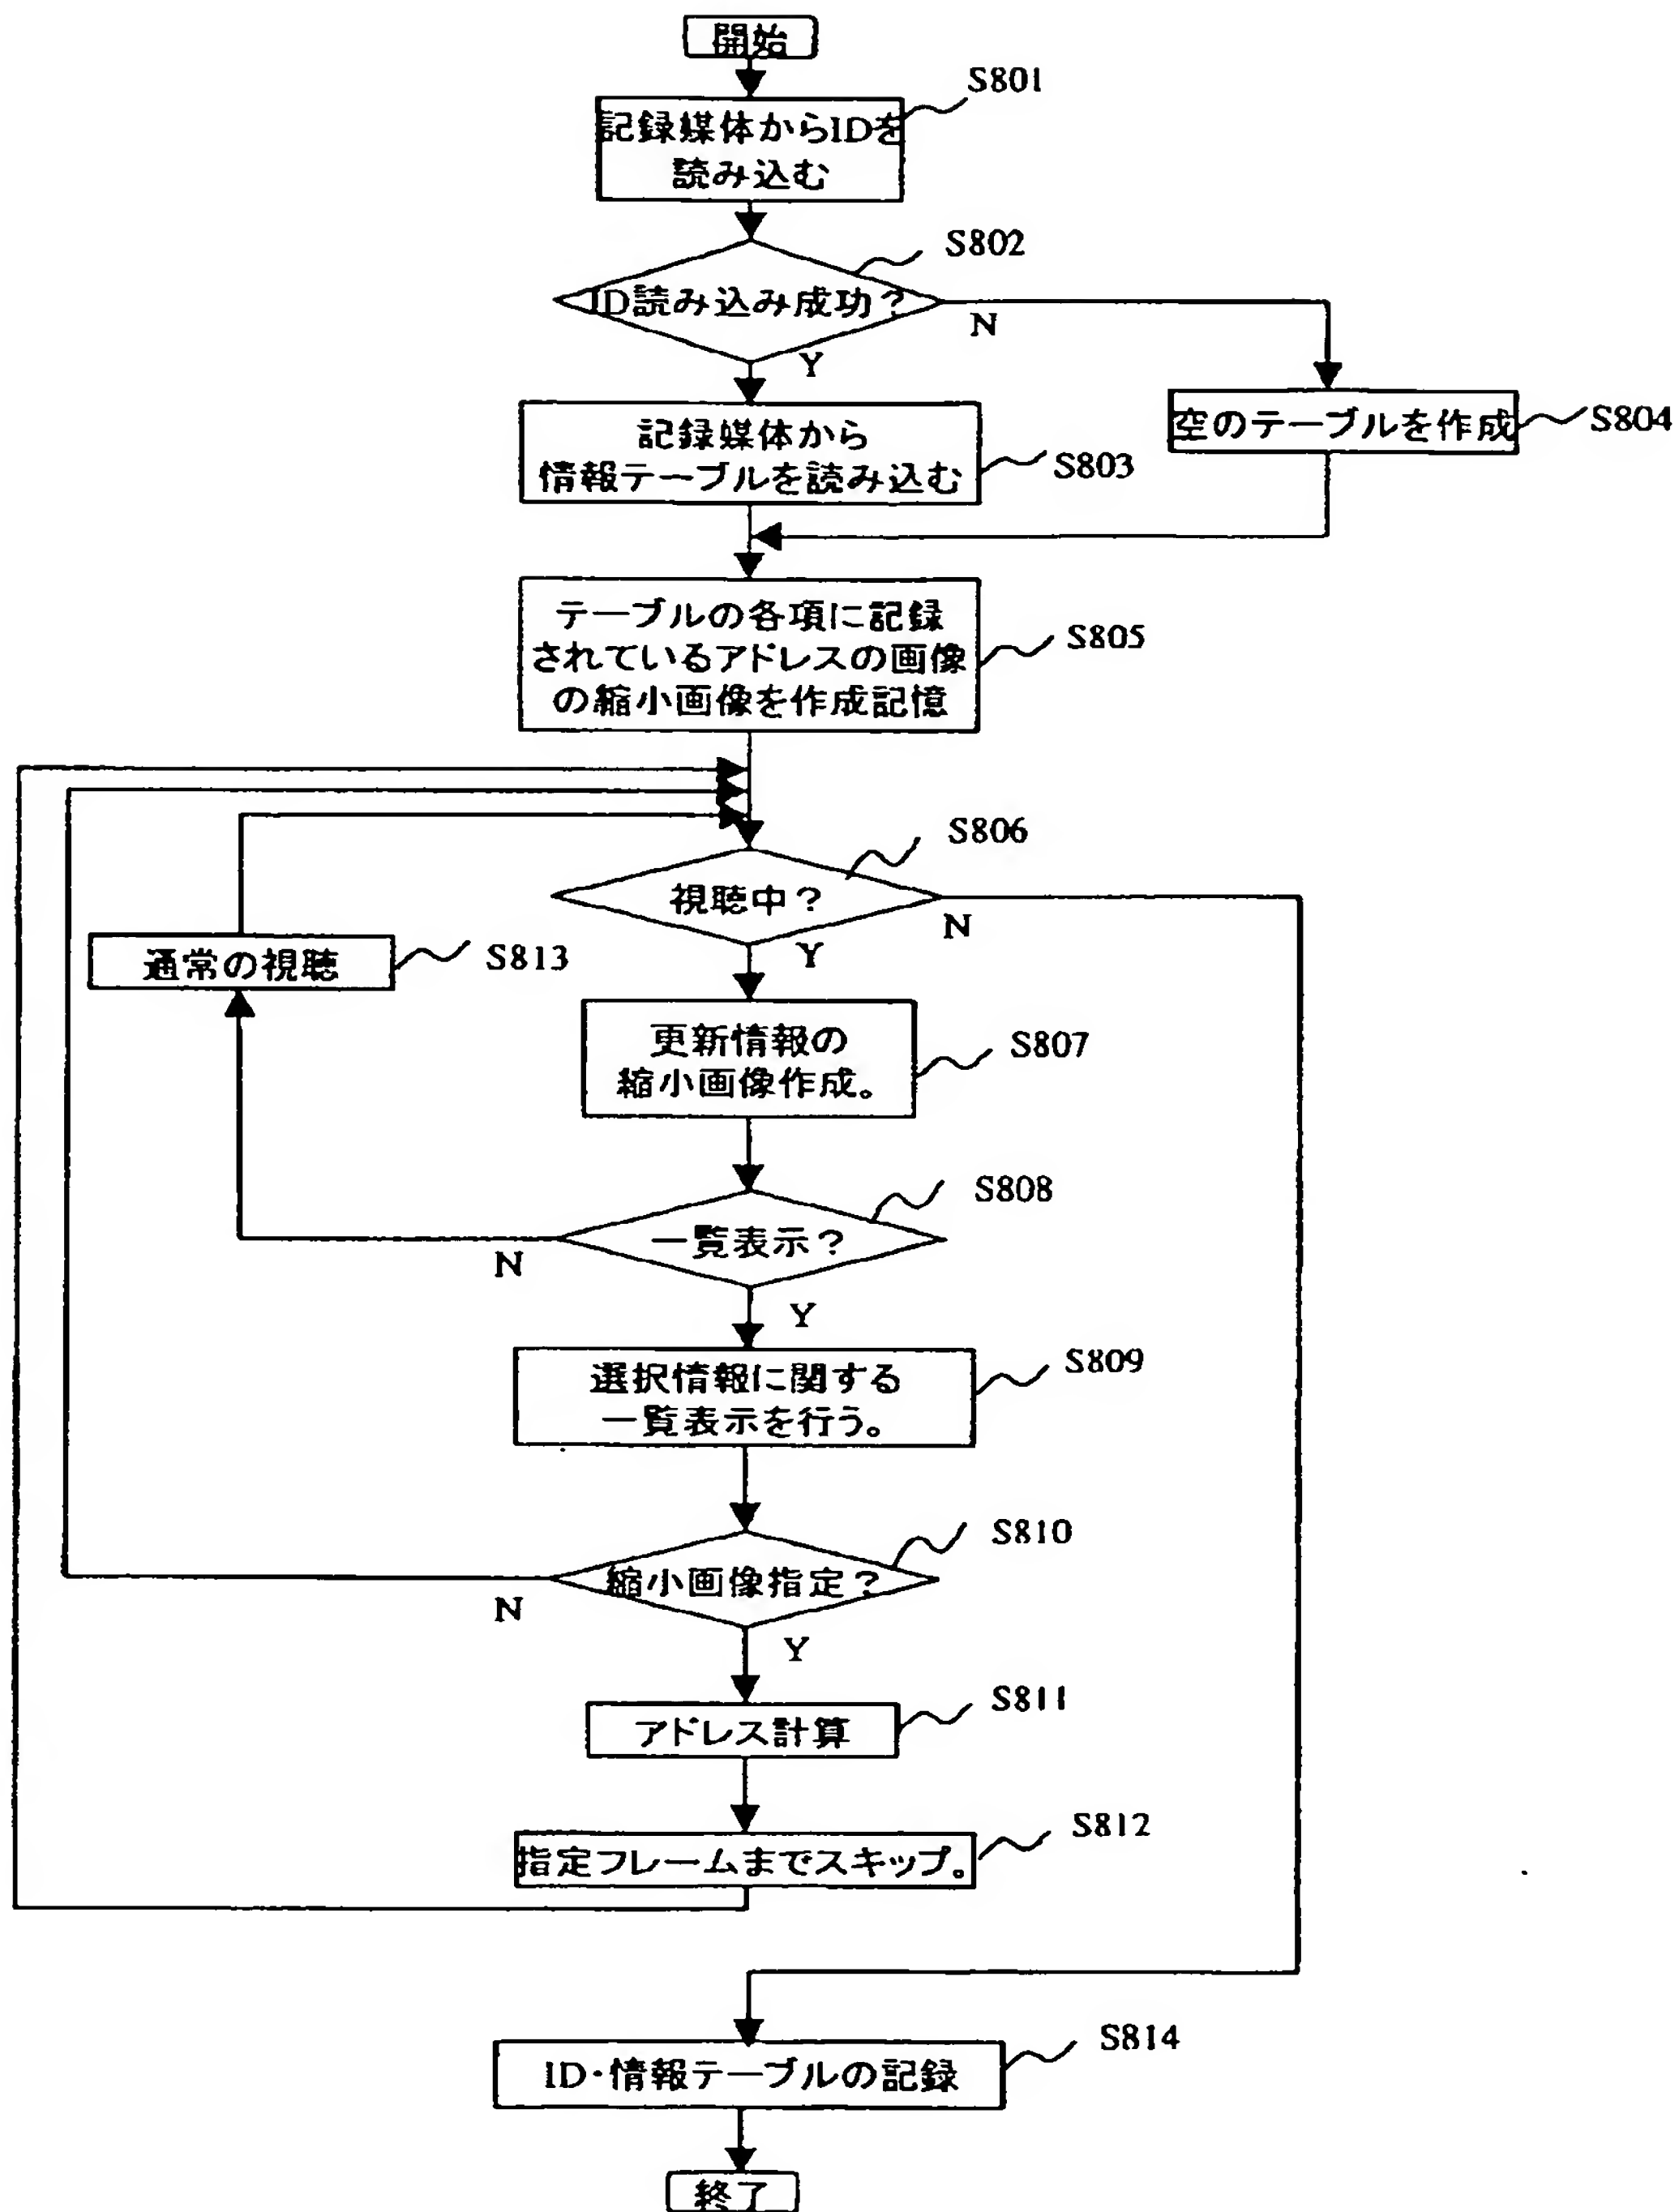 開始
S801
記録媒体からIDを
読み込む
S802
ID読み込み成功？
N
Y
記録媒体から
情報テーブルを読み込む
S803
空のテーブルを作成
S804
テーブルの各項に記録
されているアドレスの画像
の縮小画像を作成記憶
S805
S806
視聴中？
N
Y
通常の視聴
S813
更新情報の
縮小画像作成。
S807
S808
一覧表示？
N
Y
選択情報に関する
一覧表示を行う。
S809
S810
縮小画像指定？
N
Y
S811
アドレス計算
S812
指定フレームまでスキップ。
S814
ID・情報テーブルの記録
終了